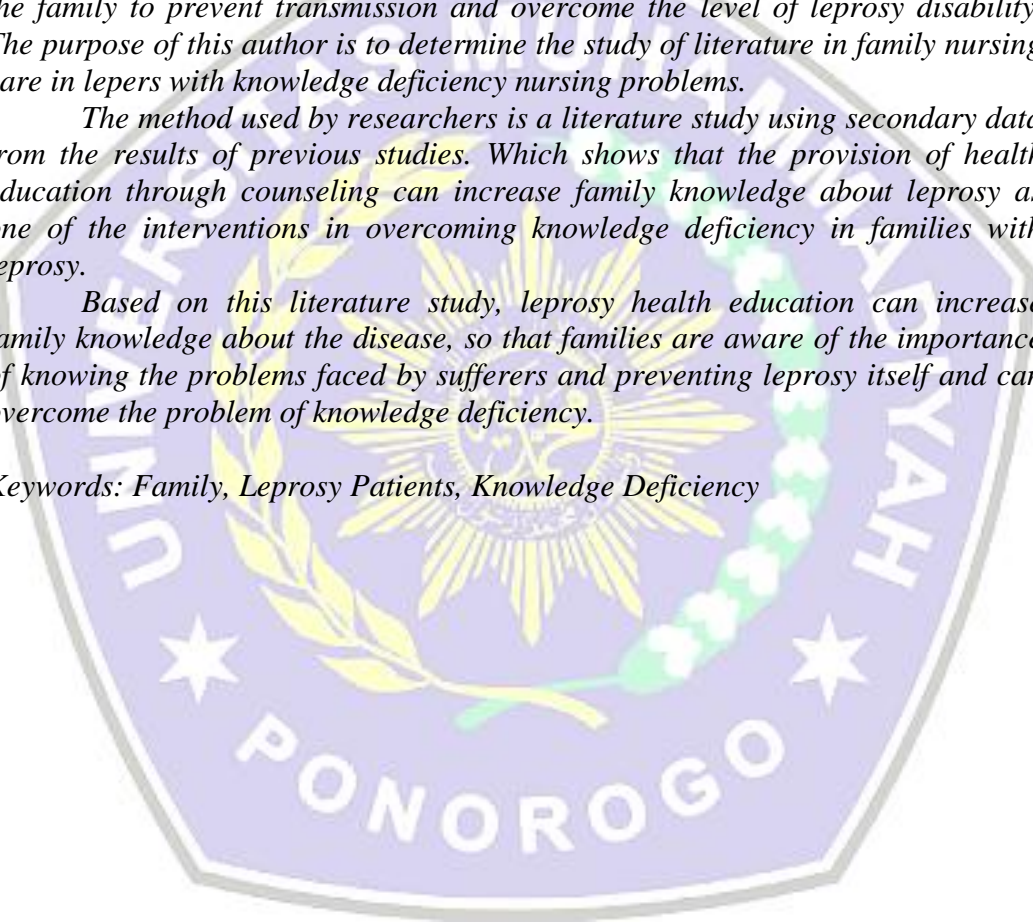 the family to prevent transmission and overcome the level of leprosy disability
The purpose of this author is to determine the study of literature in family nursing
are in lepers with knowledge deficiency nursing problems.
The method used by researchers is a literature study using secondary data
from the results of previous studies. Which shows that the provision of health
education through counseling can increase family knowledge about leprosy a
one of the interventions in overcoming knowledge deficiency in families with
leprosy.
Based on this literature study, leprosy health education can increase
family knowledge about the disease, so that families are aware of the importance
of knowing the problems faced by sufferers and preventing leprosy itself and can
overcome the problem of knowledge deficiency.
Keywords: Family, Leprosy Patients, Knowledge Deficiency
UNIVERSITAS MUHAMMADIYAH
PONOROGO